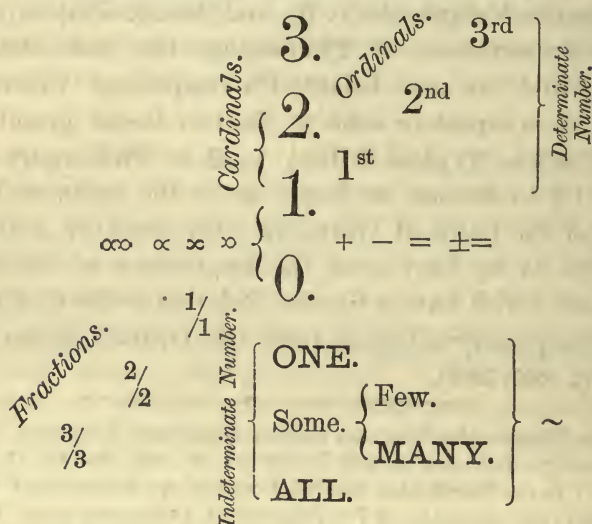 3.
Ordinals.
3rd
Cardinals.
2.
2nd
Determinate
Number.
1.
1st
∞ ∝ ∞ ∝
+ − = ±=
0.
Fractions.
1/1
2/2
3/3
Indeterminate Number.
ONE.
Some.
Few.
MANY.
ALL.
~